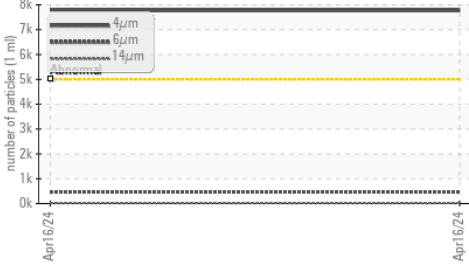 8k
7k
6k
5k
4k
3k
2k
1k
0k
number of particles (1 ml)
4μm
6μm
14μm
Abnormal
Apr16/24
Apr16/24